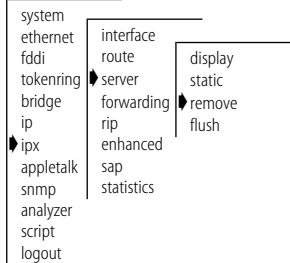 system
ethernet
fddi
tokenring
bridge
ip
ipx
appletalk
snmp
analyzer
script
logout
interface
route
server
forwarding
rip
enhanced
sap
statistics
display
static
remove
flush